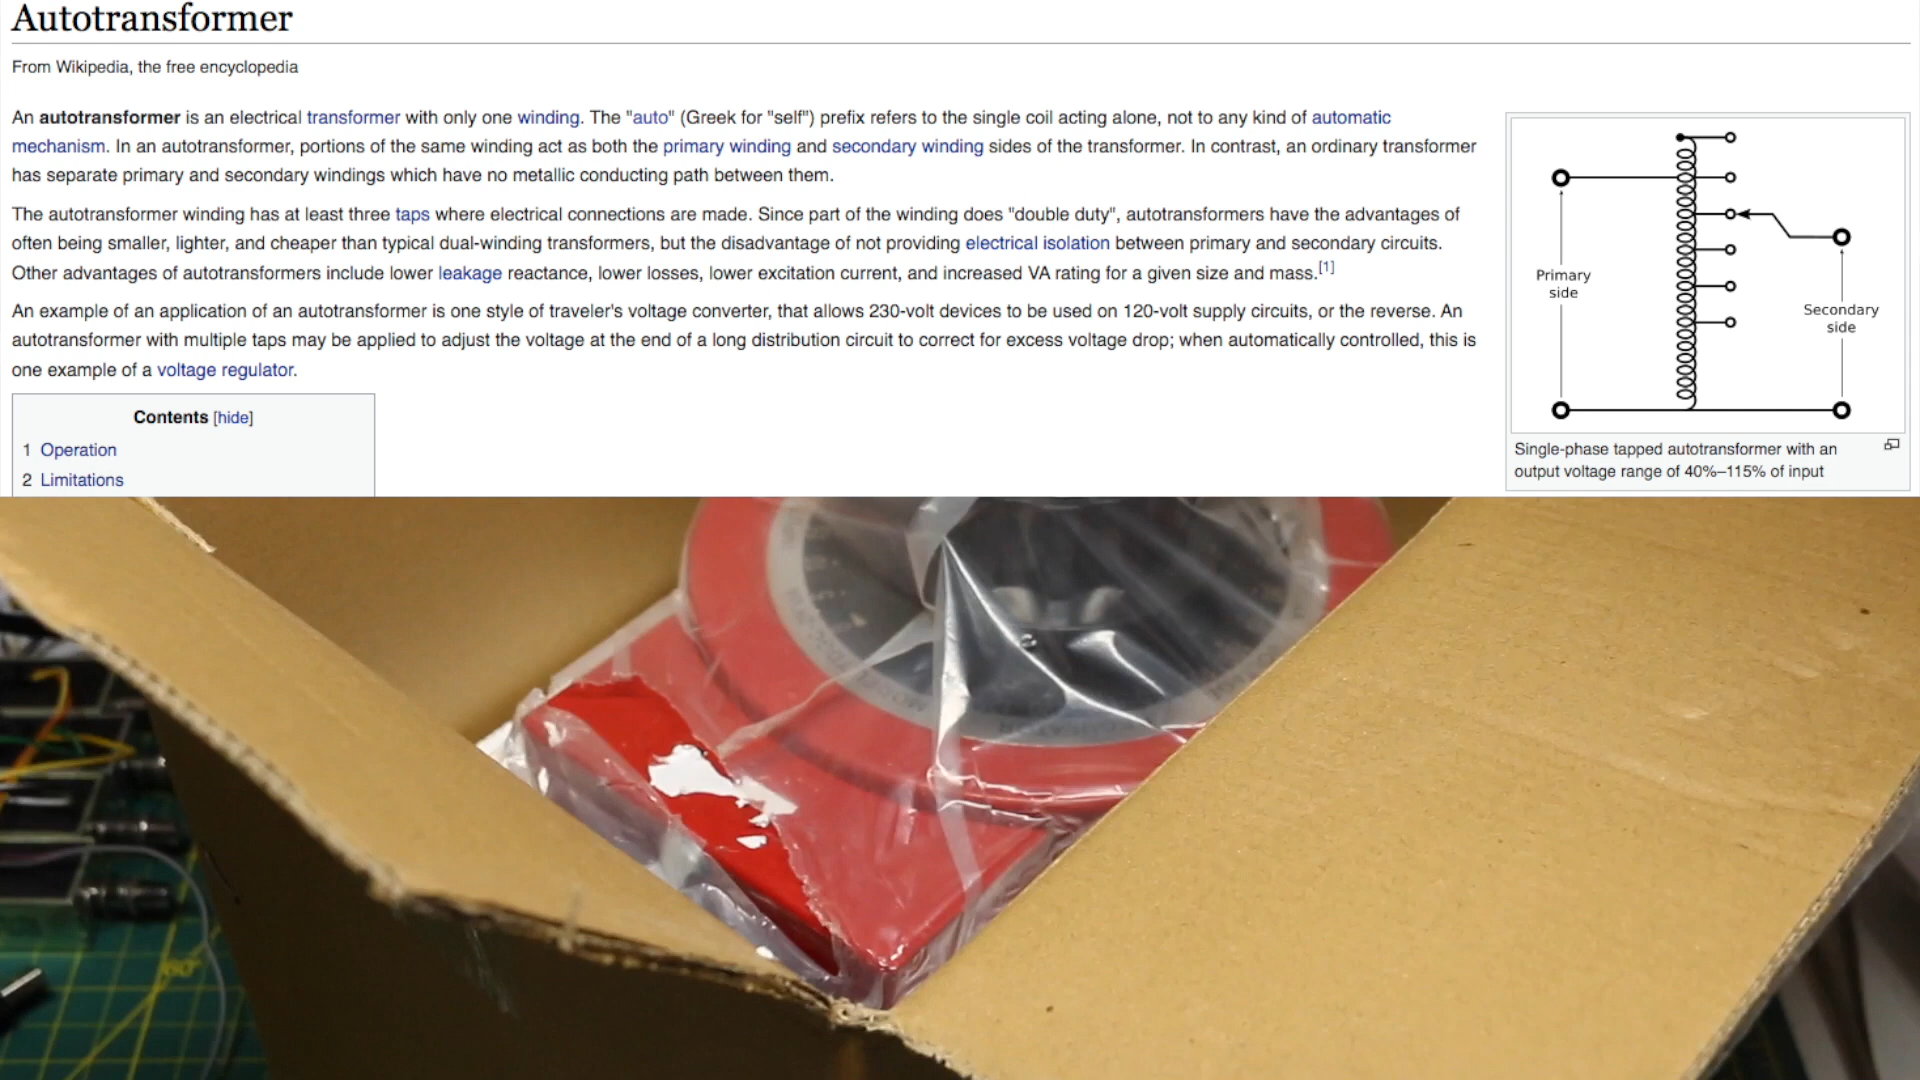 Autotransformer
From Wikipedia, the free encyclopedia
An autotransformer is an electrical transformer with only one winding. The "auto" (Greek for "self") prefix refers to the single coil acting alone, not to any kind of automatic
mechanism. In an autotransformer, portions of the same winding act as both the primary winding and secondary winding sides of the transformer. In contrast, an ordinary transformer
has separate primary and secondary windings which have no metallic conducting path between them.
The autotransformer winding has at least three taps where electrical connections are made. Since part of the winding does "double duty", autotransformers have the advantages of
often being smaller, lighter, and cheaper than typical dual-winding transformers, but the disadvantage of not providing electrical isolation between primary and secondary circuits.
Other advantages of autotransformers include lower leakage reactance, lower losses, lower excitation current, and increased VA rating for a given size and mass.[1]
An example of an application of an autotransformer is one style of traveler's voltage converter, that allows 230-volt devices to be used on 120-volt supply circuits, or the reverse. An
autotransformer with multiple taps may be applied to adjust the voltage at the end of a long distribution circuit to correct for excess voltage drop; when automatically controlled, this is
one example of a voltage regulator.
Contents [hide]
1 Operation
2 Limitations
Primary
side
Secondary
side
Single-phase tapped autotransformer with an
output voltage range of 40%–115% of input
60°